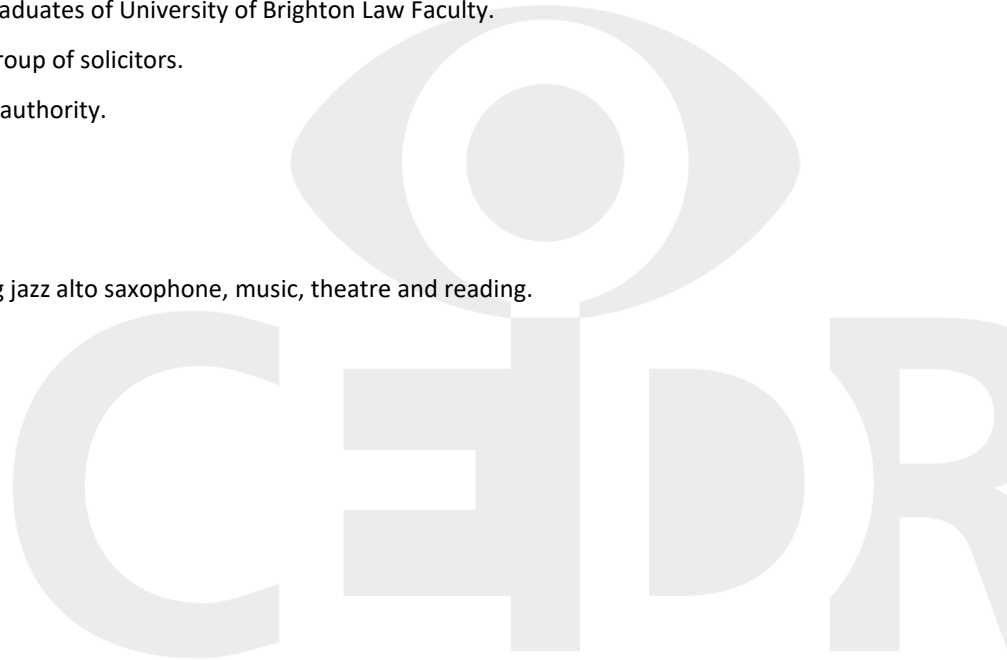 aduates of University of Brighton Law Faculty.
roup of solicitors.
authority.
g jazz alto saxophone, music, theatre and reading.
CEDR